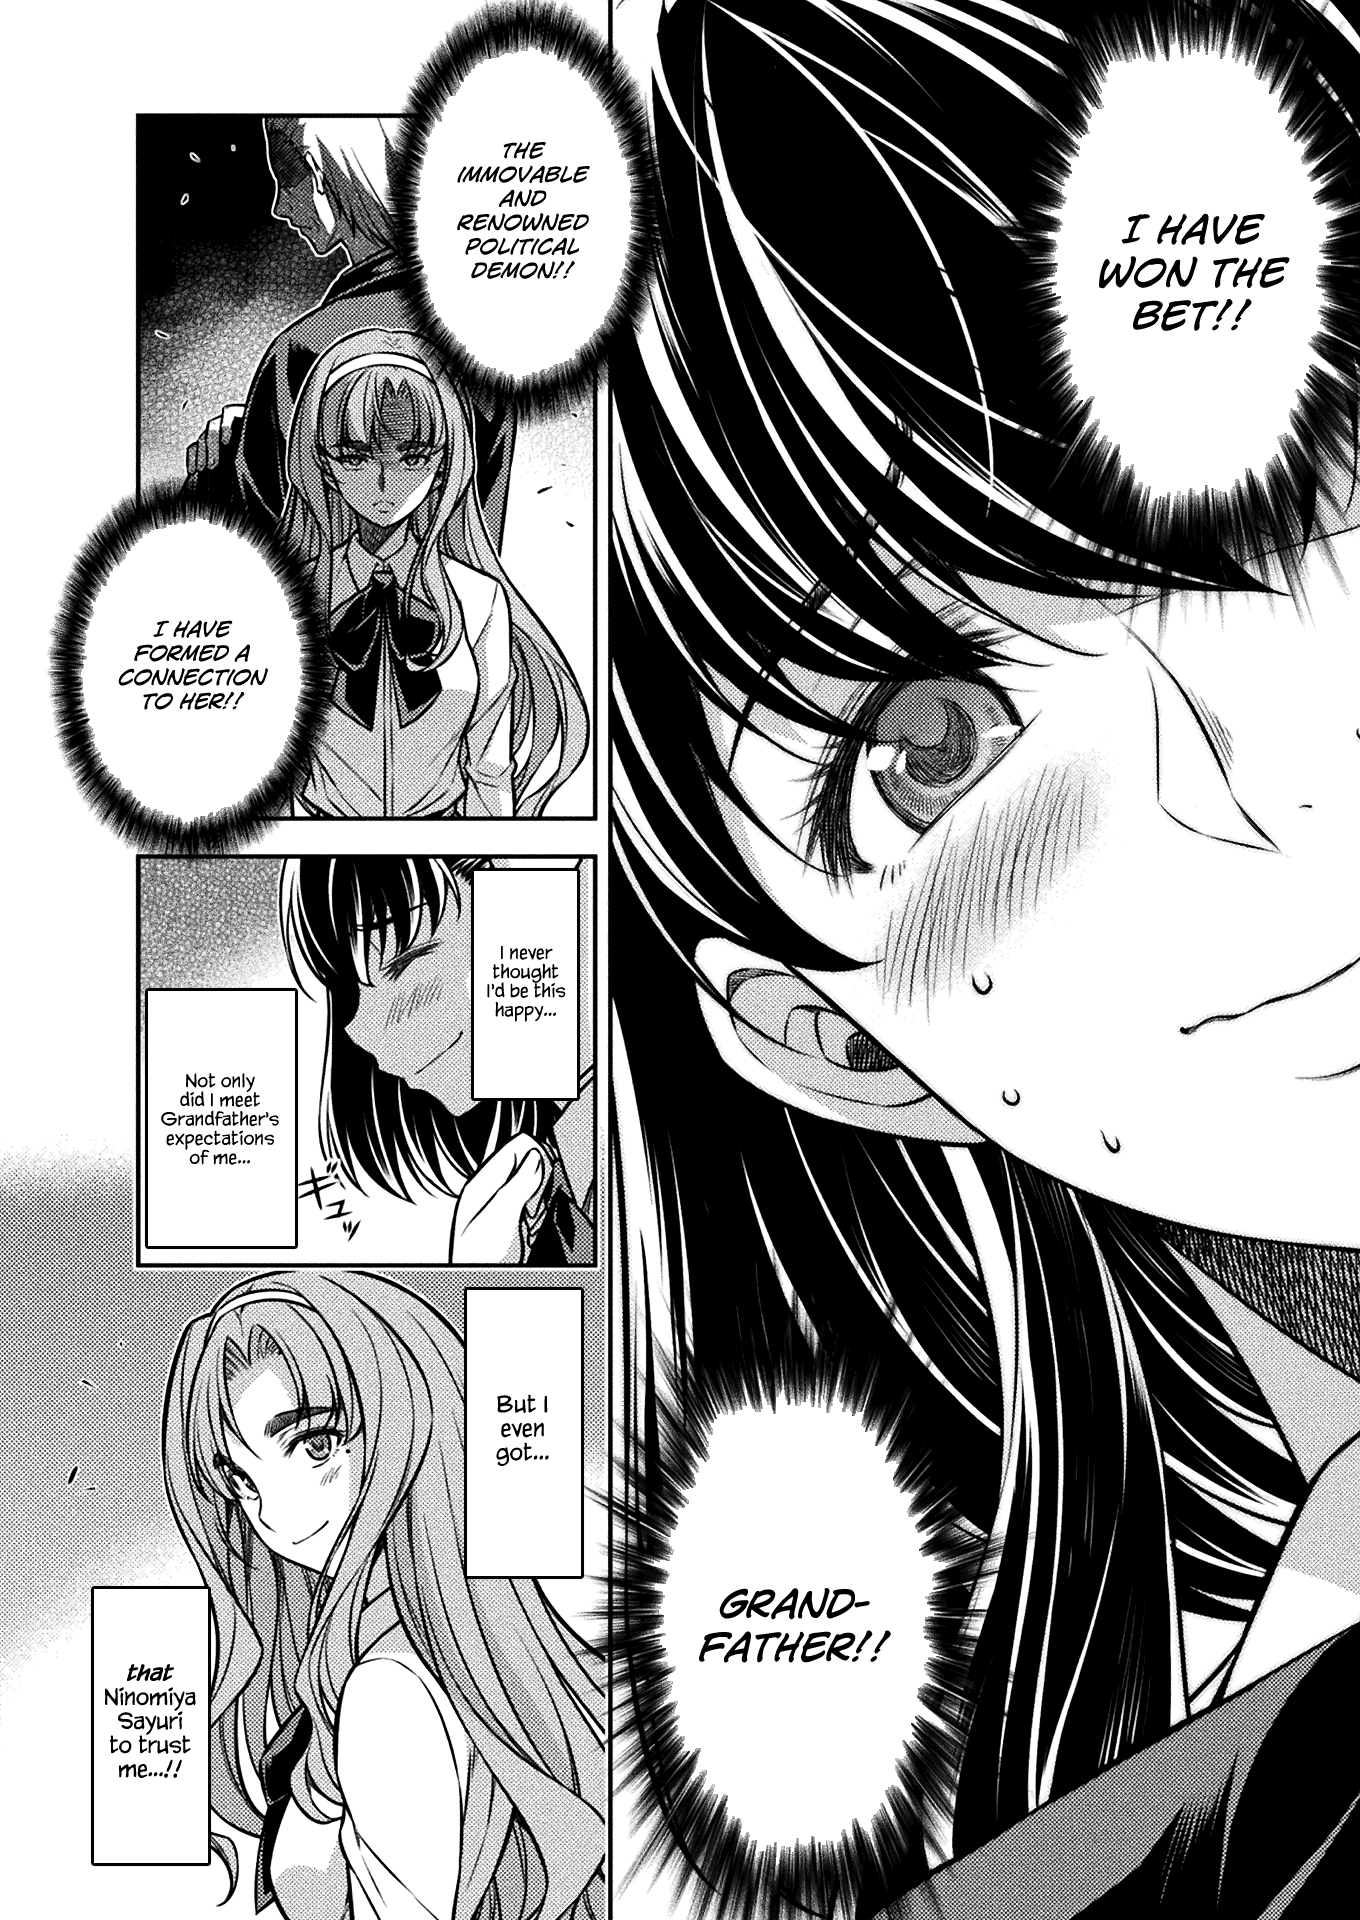 I HAVE
WON THE
BET!!
GRAND-
FATHER!!
THE
IMMOVABLE
AND
RENOWNED
POLITICAL
DEMON!!
I HAVE
FORMED A
CONNECTION
TO HER!!
I never
thought
I'd be this
happy...
Not only
did I meet
Grandfather's
expectations
of me...
ギュッ
But I
even
got...
that
Ninomiya
Sayuri
to trust
me...!!